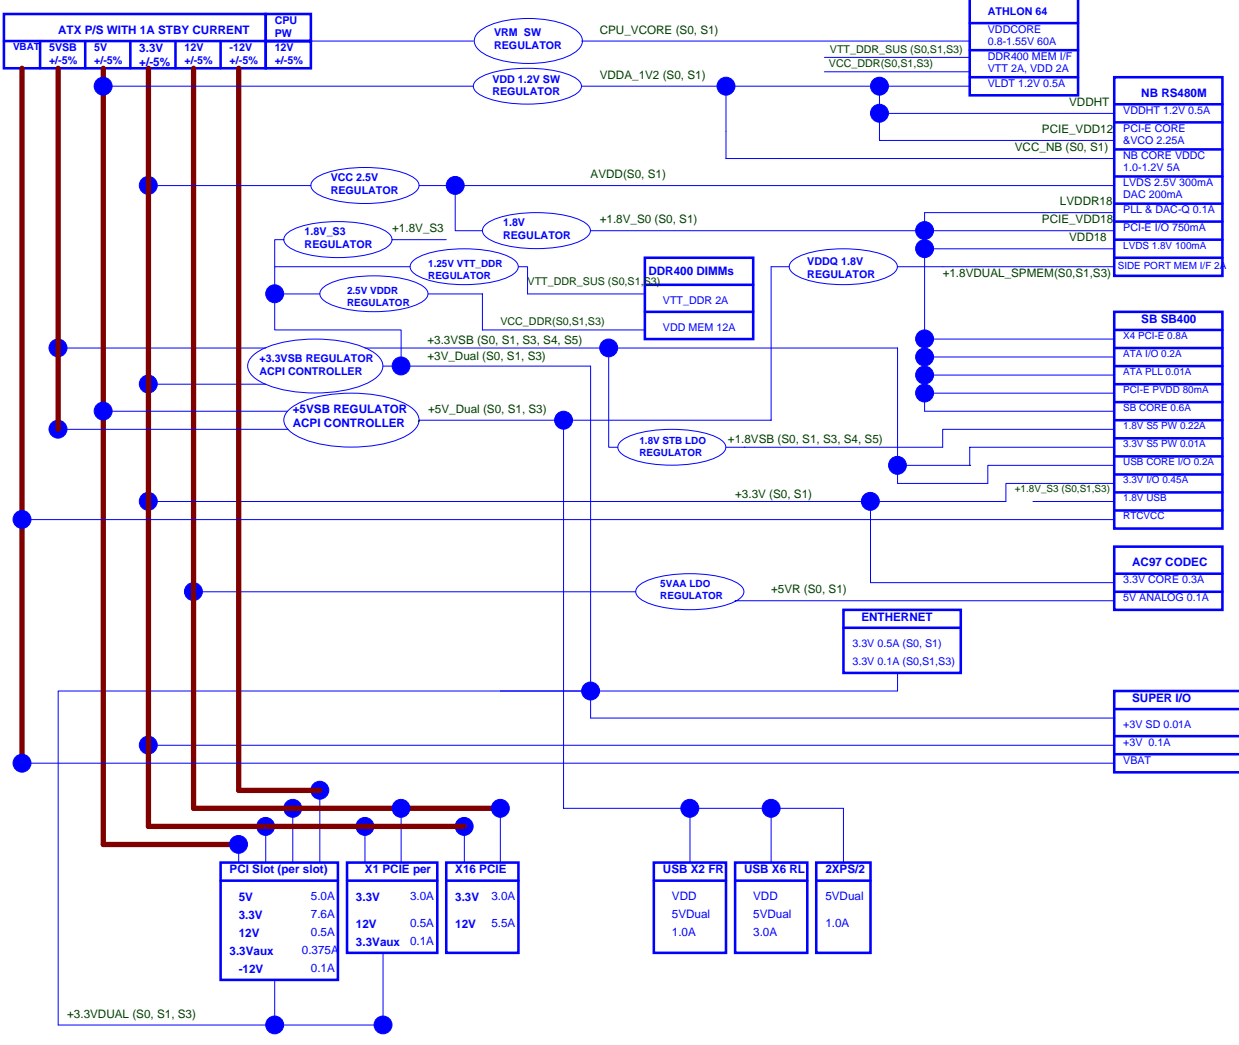 ATX P/S WITH 1A STBY CURRENT
CPU
PW
VBAT
5VSB
+/-5%
5V
+/-5%
3.3V
+/-5%
12V
+/-5%
-12V
+/-5%
12V
+/-5%
VRM SW
REGULATOR
CPU_VCORE (S0, S1)
VDD 1.2V SW
REGULATOR
VDDA_1V2 (S0, S1)
ATHLON 64
VDDCORE
0.8-1.55V 60A
DDR400 MEM I/F
VTT 2A, VDD 2A
VLDT 1.2V 0.5A
VTT_DDR_SUS (S0,S1,S3)
VCC_DDR(S0,S1,S3)
VDDHT
PCIE_VDD12
VCC_NB (S0, S1)
NB RS480M
VDDHT 1.2V 0.5A
PCI-E CORE
&VCO 2.25A
NB CORE VDDC
1.0-1.2V 5A
LVDS 2.5V 300mA
DAC 200mA
PLL & DAC-Q 0.1A
PCI-E I/O 750mA
LVDS 1.8V 100mA
SIDE PORT MEM I/F 2A
VCC 2.5V
REGULATOR
AVDD(S0, S1)
LVDDR18
PCIE_VDD18
VDD18
1.8V
REGULATOR
+1.8V_S0 (S0, S1)
1.8V_S3
REGULATOR
+1.8V_S3
1.25V VTT_DDR
REGULATOR
VTT_DDR_SUS (S0,S1,S3)
2.5V VDDR
REGULATOR
VCC_DDR(S0,S1,S3)
DDR400 DIMMs
VTT_DDR 2A
VDD MEM 12A
VDDQ 1.8V
REGULATOR
+1.8VDUAL_SPMEM(S0,S1,S3)
+3.3VSB REGULATOR
ACPI CONTROLLER
+3.3VSB (S0, S1, S3, S4, S5)
+3V_Dual (S0, S1, S3)
+5VSB REGULATOR
ACPI CONTROLLER
+5V_Dual (S0, S1, S3)
1.8V STB LDO
REGULATOR
+1.8VSB (S0, S1, S3, S4, S5)
SB SB400
X4 PCI-E 0.8A
ATA I/O 0.2A
ATA PLL 0.01A
PCI-E PVDD 80mA
SB CORE 0.6A
1.8V S5 PW 0.22A
3.3V S5 PW 0.01A
USB CORE I/O 0.2A
3.3V I/O 0.45A
1.8V USB
RTCVCC
+3.3V (S0, S1)
+1.8V_S3 (S0,S1,S3)
5VAA LDO
REGULATOR
+5VR (S0, S1)
AC97 CODEC
3.3V CORE 0.3A
5V ANALOG 0.1A
ENTHERNET
3.3V 0.5A (S0, S1)
3.3V 0.1A (S0,S1,S3)
SUPER I/O
+3V SD 0.01A
+3V 0.1A
VBAT
PCI Slot (per slot)
5V 5.0A
3.3V 7.6A
12V 0.5A
3.3Vaux 0.375A
-12V 0.1A
X1 PCIE per
3.3V 3.0A
12V 0.5A
3.3Vaux 0.1A
X16 PCIE
3.3V 3.0A
12V 5.5A
USB X2 FR
VDD
5VDual
1.0A
USB X6 RL
VDD
5VDual
3.0A
2XPS/2
5VDual
1.0A
+3.3VDUAL (S0, S1, S3)